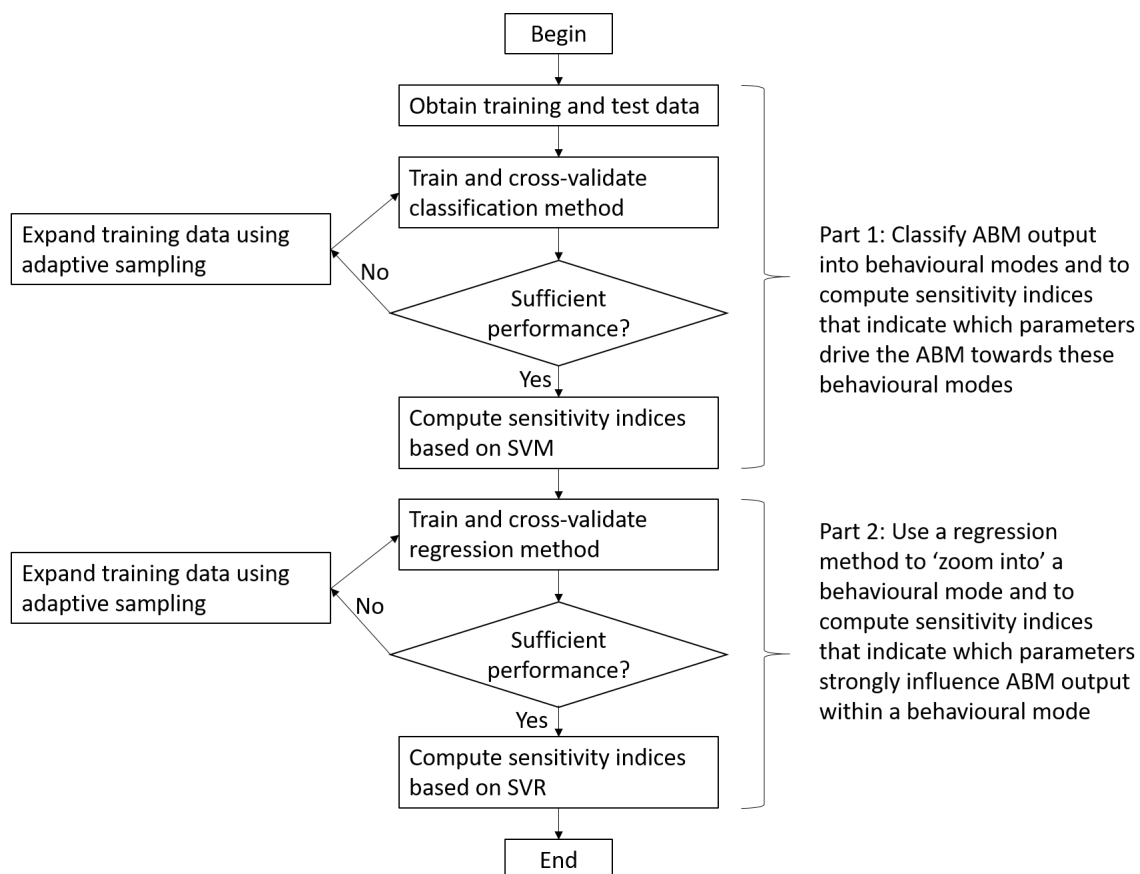 Begin
Obtain training and test data
Train and cross-validate
classification method
Expand training data using
adaptive sampling
No
Sufficient
performance?
Yes
Compute sensitivity indices
based on SVM
Part 1: Classify ABM output
into behavioural modes and to
compute sensitivity indices
that indicate which parameters
drive the ABM towards these
behavioural modes
Train and cross-validate
regression method
Expand training data using
adaptive sampling
No
Sufficient
performance?
Yes
Compute sensitivity indices
based on SVR
Part 2: Use a regression
method to ‘zoom into’ a
behavioural mode and to
compute sensitivity indices
that indicate which parameters
strongly influence ABM output
within a behavioural mode
End